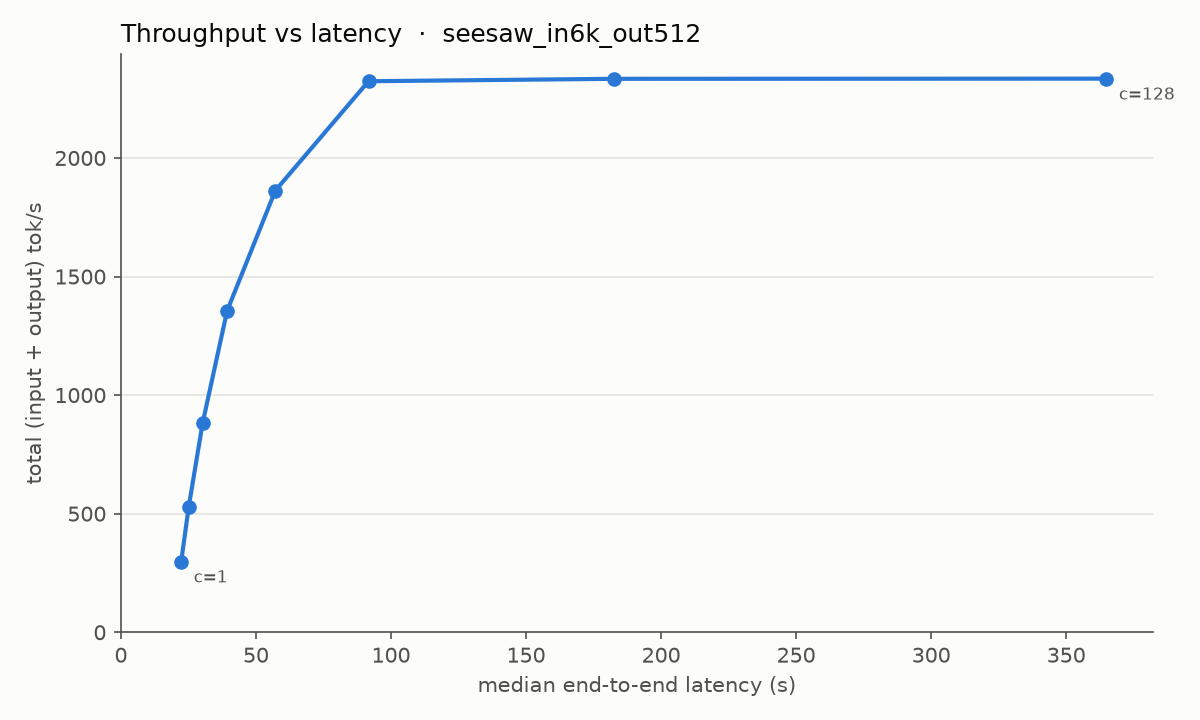 Throughput vs latency · seesaw_in6k_out512
total (input + output) tok/s
2000
1500
1000
500
0
c=128
c=1
0 50 100 150 200 250 300 350
median end-to-end latency (s)